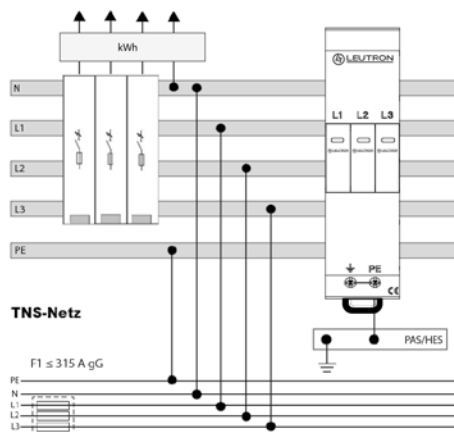 kWh
LEUTRON
N
L1 L2 L3
L1
L2
L3
PE
PE
CE
TNS-Netz
PAS/HES
F1 ≤ 315 A gG
PE
N
L1
L2
L3